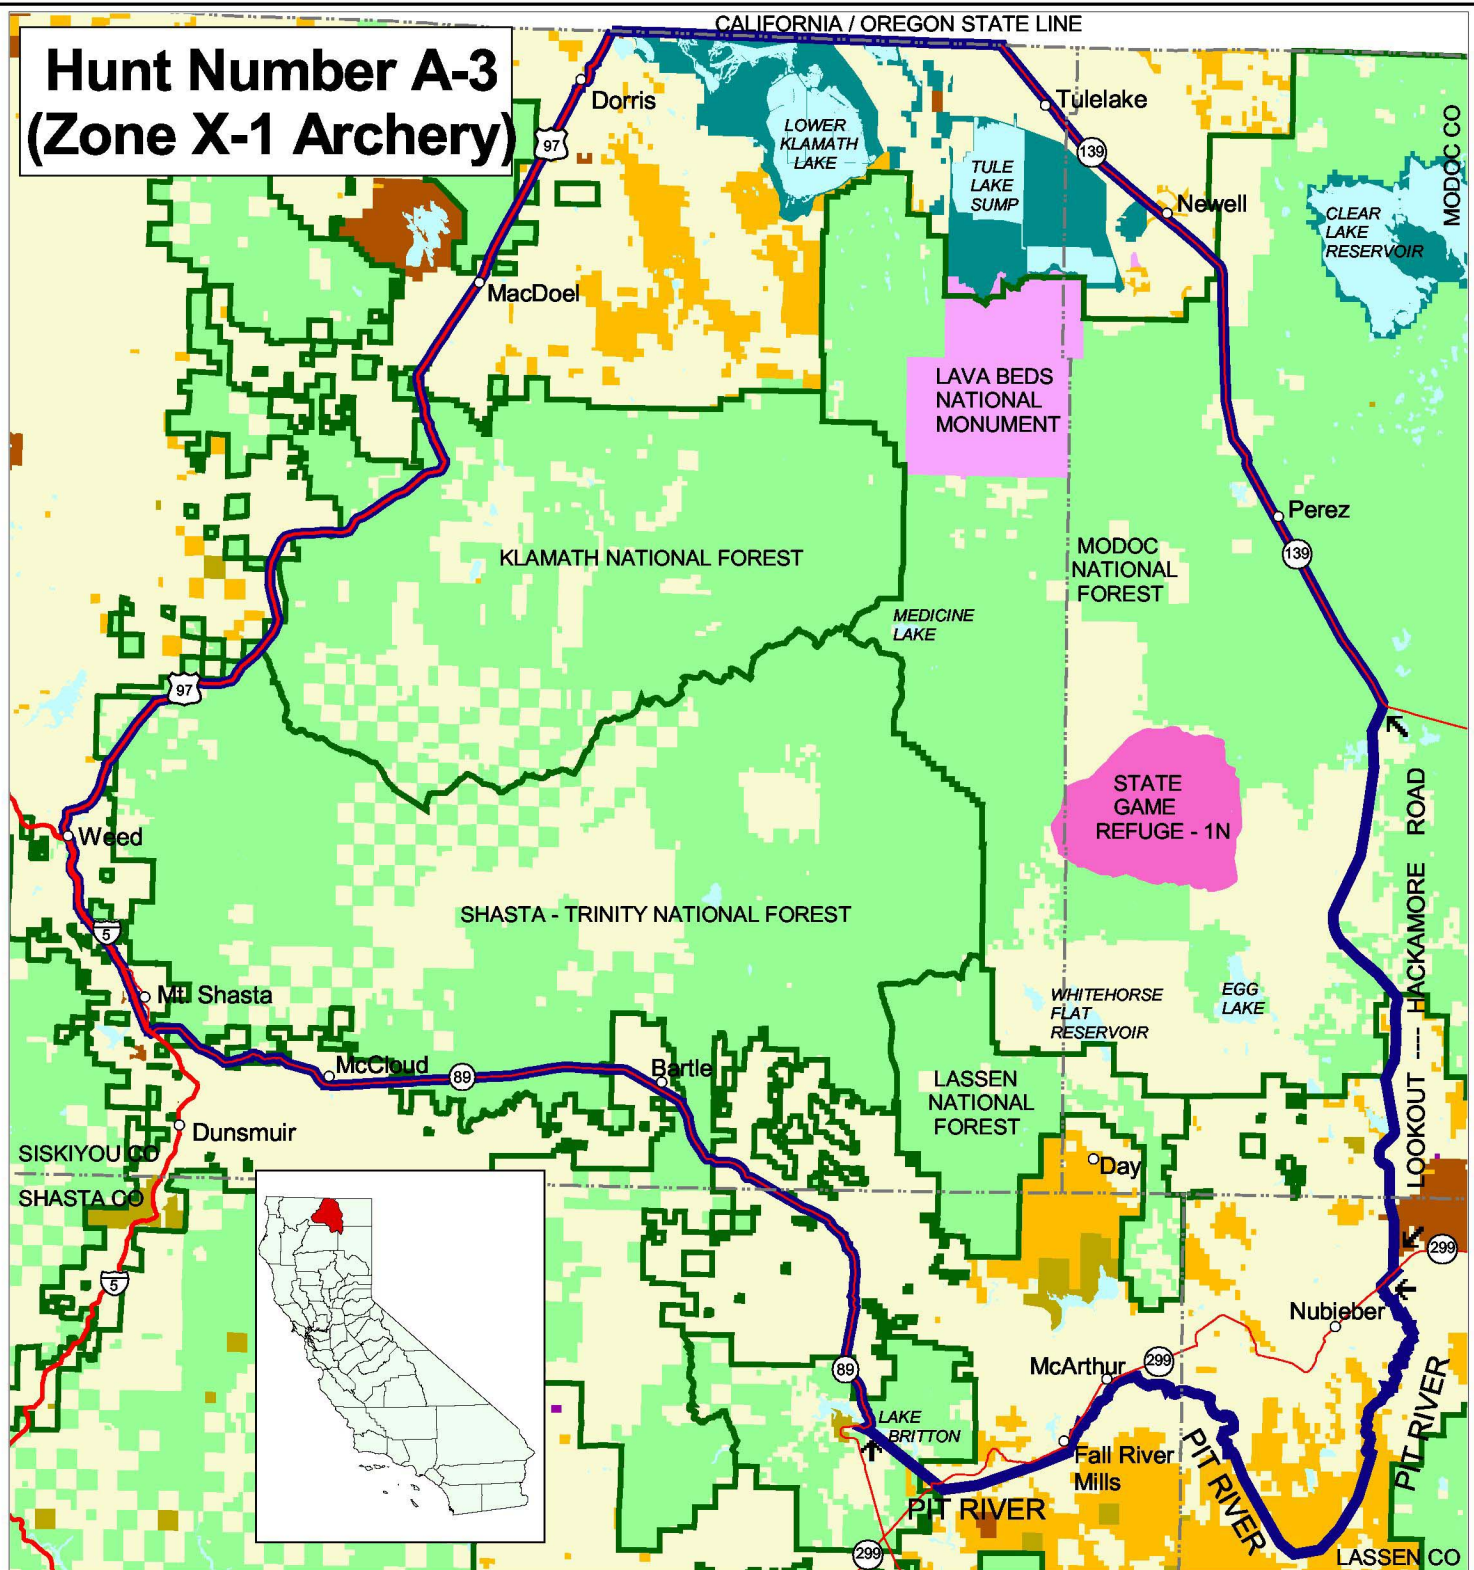 CALIFORNIA / OREGON STATE LINE
Hunt Number A-3
(Zone X-1 Archery)
Dorris
97
LOWER
KLAMATH
LAKE
Tulelake
139
TULE
LAKE
SUMP
Newell
CLEAR
LAKE
RESERVOIR
MODOC CO
MacDoel
LAVA BEDS
NATIONAL
MONUMENT
Perez
139
KLAMATH NATIONAL FOREST
MODOC
NATIONAL
FOREST
MEDICINE
LAKE
97
STATE
GAME
REFUGE - 1N
Weed
SHASTA - TRINITY NATIONAL FOREST
5
Mt. Shasta
WHITEHORSE
FLAT
RESERVOIR
EGG
LAKE
LOOKOUT ---- HACKAMORE ROAD
McCloud
89
Bartle
LASSEN
NATIONAL
FOREST
Dunsmuir
SISKIYOU CO
SHASTA CO
Day
5
299
Nubieber
89
McArthur
299
LAKE
BRITTON
Fall River
Mills
PIT RIVER
PIT RIVER
PIT RIVER
299
LASSEN CO